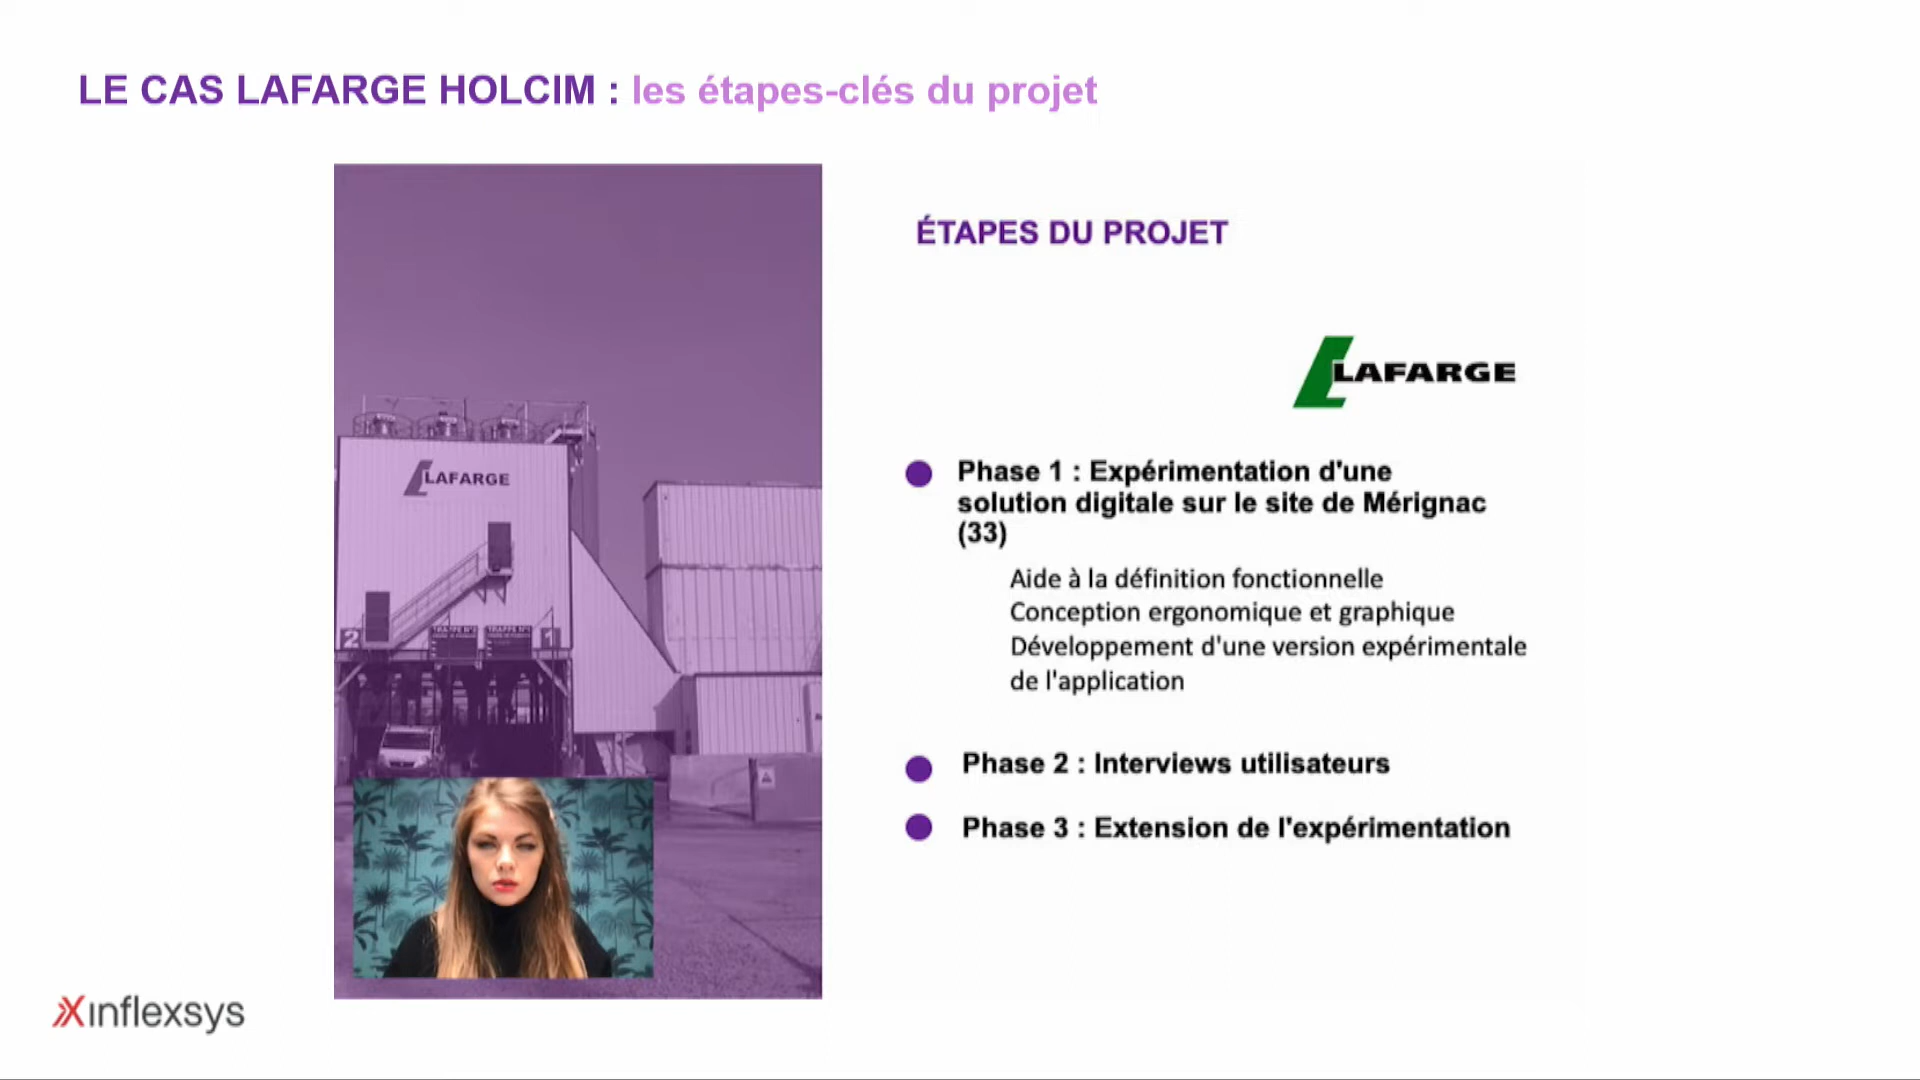 LE CAS LAFARGE HOLCIM : les étapes-clés du projet
ÉTAPES DU PROJET
LAFARGE
Phase 1 : Expérimentation d'une
solution digitale sur le site de Mérignac
(33)
Aide à la définition fonctionnelle
Conception ergonomique et graphique
Développement d'une version expérimentale
de l'application
Phase 2 : Interviews utilisateurs
Phase 3 : Extension de l'expérimentation
LAFARGE
2
1
inflexsys